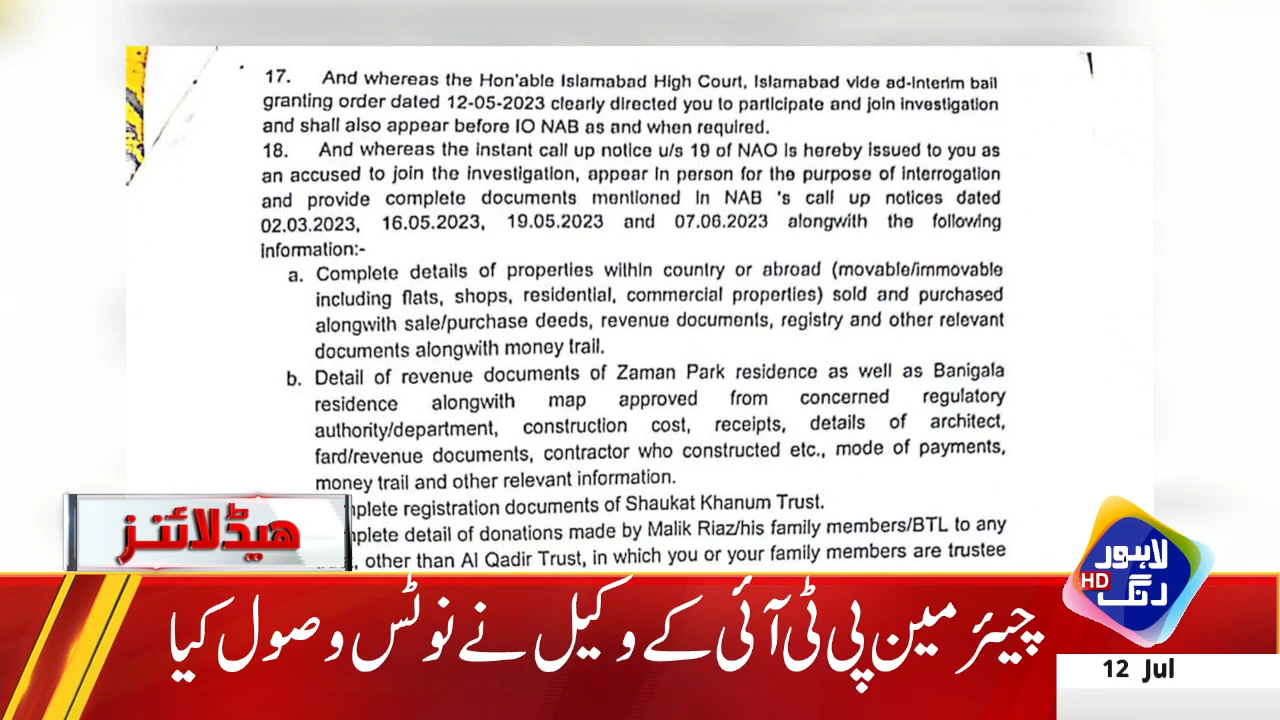 17. And whereas the Hon'able Islamabad High Court, Islamabad vide ad-interim bail
granting order dated 12-05-2023 clearly directed you to participate and join investigation
and shall also appear before IO NAB as and when required.
18. And whereas the instant call up notice u/s 19 of NAO is hereby issued to you as
an accused to join the investigation, appear in person for the purpose of interrogation
and provide complete documents mentioned in NAB 's call up notices dated
02.03.2023, 16.05.2023, 19.05.2023 and 07.06.2023 alongwith the following
information:-
a. Complete details of properties within country or abroad (movable/immovable
including flats, shops, residential, commercial properties) sold and purchased
alongwith sale/purchase deeds, revenue documents, registry and other relevant
documents alongwith money trail.
b. Detail of revenue documents of Zaman Park residence as well as Banigala
residence alongwith map approved from concerned regulatory
authority/department, construction cost, receipts, details of architect,
fard/revenue documents, contractor who constructed etc., mode of payments,
money trail and other relevant information.
mplete registration documents of Shaukat Khanum Trust.
mplete detail of donations made by Malik Riaz/his family members/BTL to any
, other than Al Qadir Trust, in which you or your family members are trustee
ہیڈلائنز
لاہور
رنگ
HD
چیئرمین پی ٹی آئی کے وکیل نے نوٹس وصول کیا
12 Jul